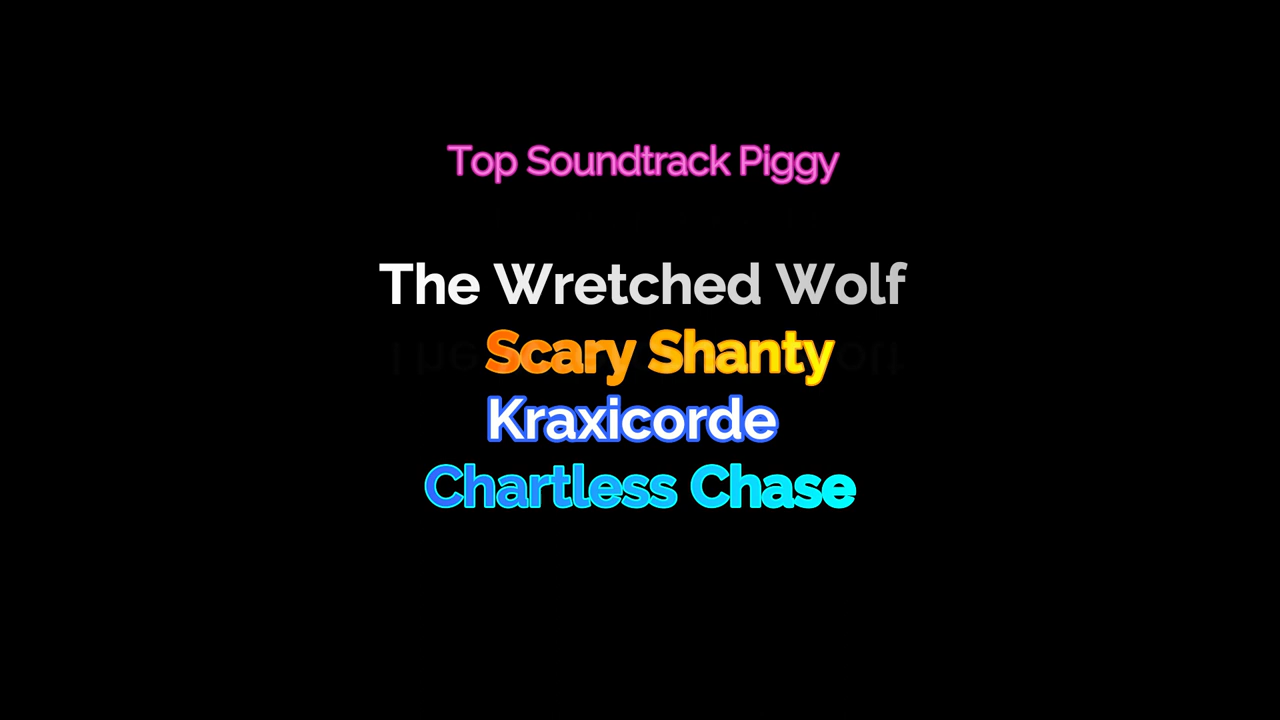 Top Soundtrack Piggy
The Wretched Wolf
Scary Shanty
Kraxicorde
Chartless Chase